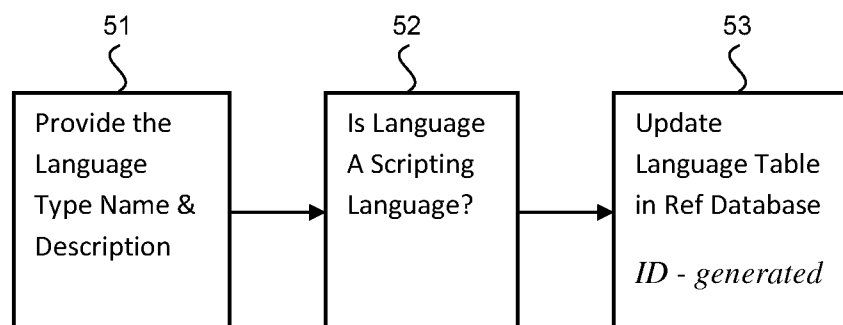 51
52
53
Provide the
Language
Type Name &
Description
Is Language
A Scripting
Language?
Update
Language Table
in Ref Database
ID - generated